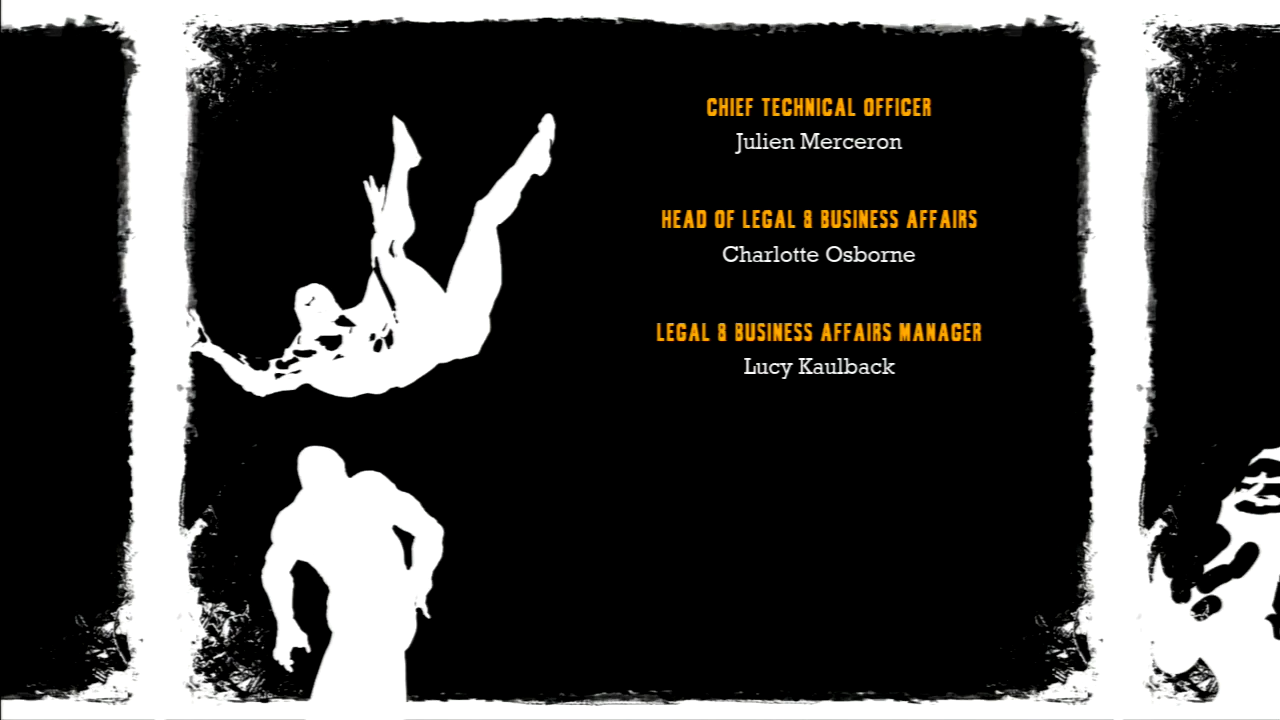 CHIEF TECHNICAL OFFICER
Julien Merceron
HEAD OF LEGAL & BUSINESS AFFAIRS
Charlotte Osborne
LEGAL & BUSINESS AFFAIRS MANAGER
Lucy Kaulback